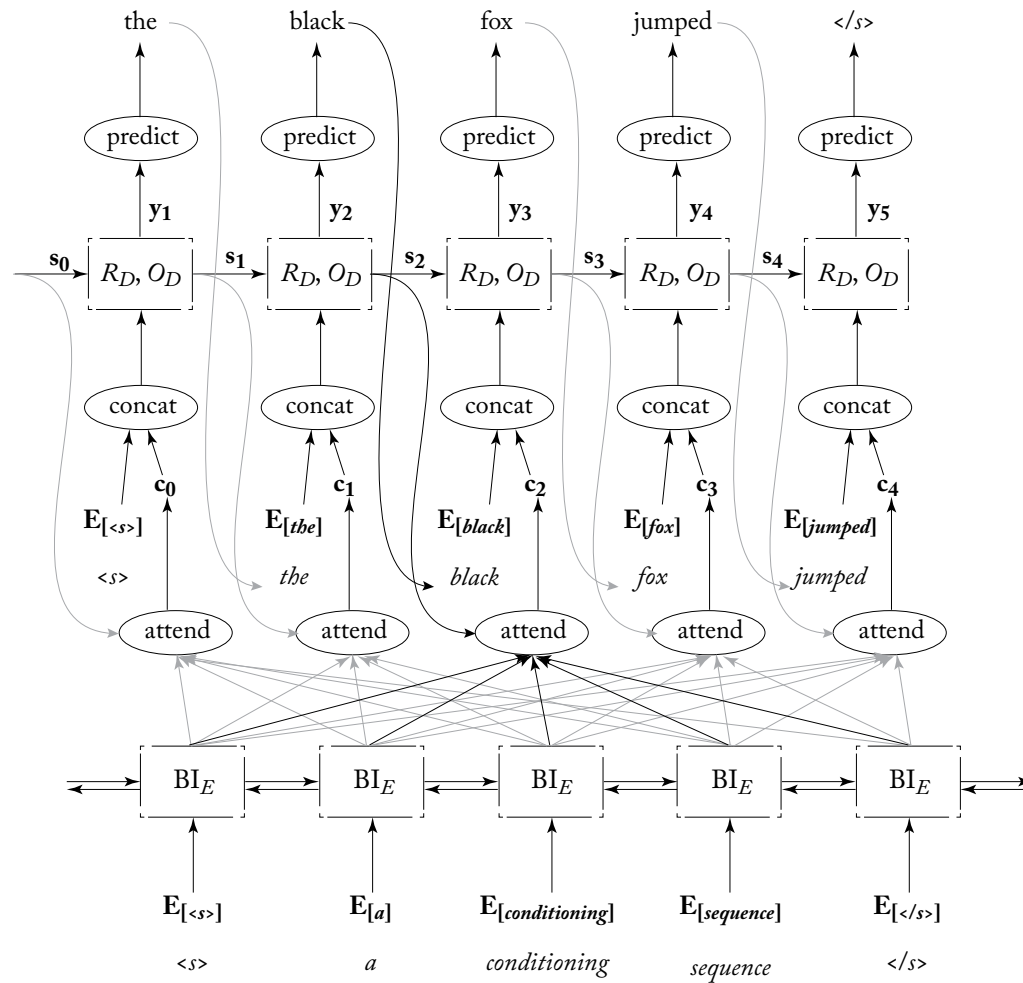 the black fox jumped </s>
predict predict predict predict predict
y1 y2 y3 y4 y5
s0 RD, OD s1 RD, OD s2 RD, OD s3 RD, OD s4 RD, OD
concat concat concat concat concat
c0 c1 c2 c3 c4
E[<s>] E[the] E[black] E[fox] E[jumped]
<s> the black fox jumped
attend attend attend attend attend
BIE BIE BIE BIE BIE
E[<s>] E[a] E[conditioning] E[sequence] E[</s>]
<s> a conditioning sequence </s>